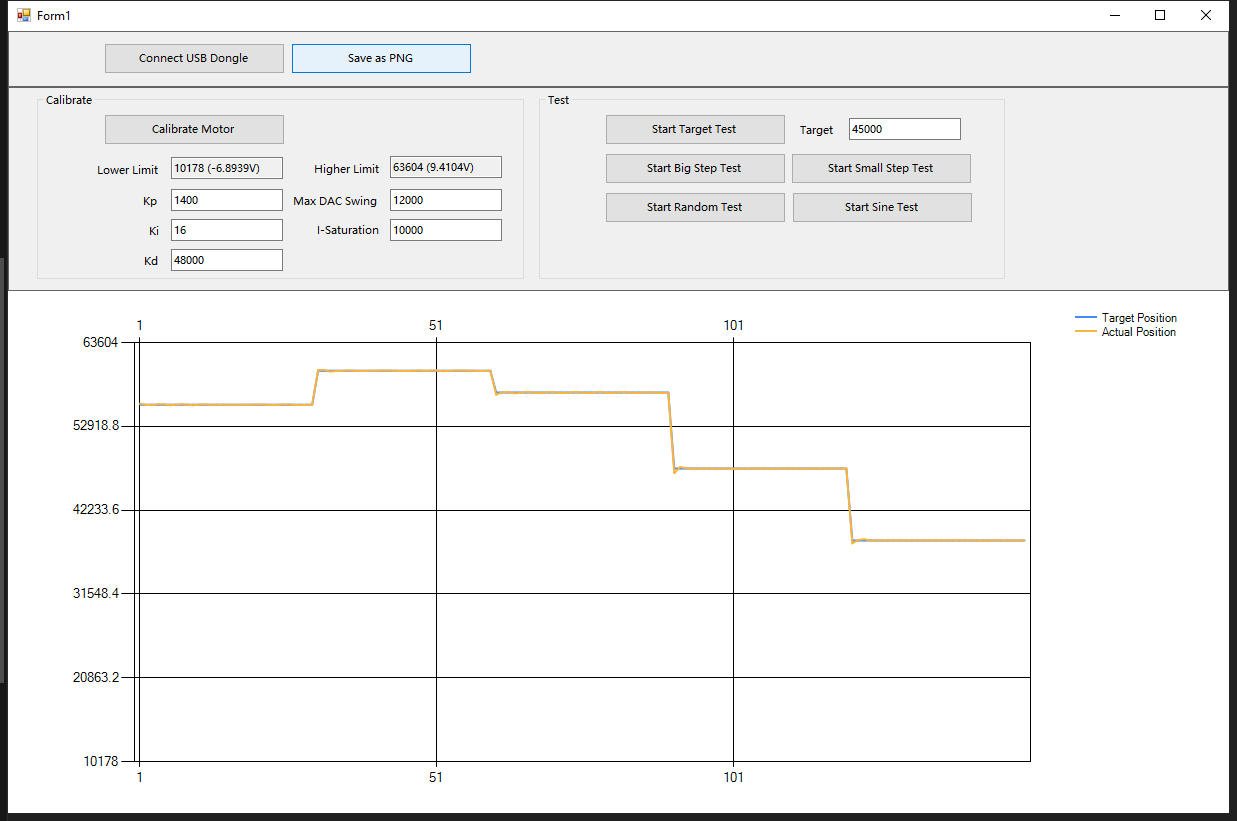 Form1
Connect USB Dongle
Save as PNG
Calibrate
Calibrate Motor
Lower Limit 10178 (-6.8939V) Higher Limit 63604 (9.4104V)
Kp 1400 Max DAC Swing 12000
Ki 16 I-Saturation 10000
Kd 48000
Test
Start Target Test Target 45000
Start Big Step Test Start Small Step Test
Start Random Test Start Sine Test
1 51 101
Target Position
Actual Position
63604
52918.8
42233.6
31548.4
20863.2
10178
1 51 101